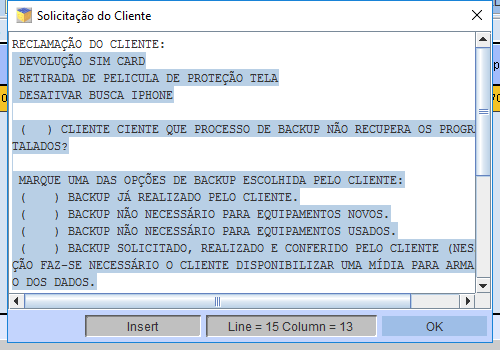 Solicitação do Cliente
RECLAMAÇÃO DO CLIENTE:
DEVOLUÇÃO SIM CARD
RETIRADA DE PELICULA DE PROTEÇÃO TELA
DESATIVAR BUSCA IPHONE
(   ) CLIENTE CIENTE QUE PROCESSO DE BACKUP NÃO RECUPERA OS PROGR
TALADOS?
MARQUE UMA DAS OPÇÕES DE BACKUP ESCOLHIDA PELO CLIENTE:
(   ) BACKUP JÁ REALIZADO PELO CLIENTE.
(   ) BACKUP NÃO NECESSÁRIO PARA EQUIPAMENTOS NOVOS.
(   ) BACKUP NÃO NECESSÁRIO PARA EQUIPAMENTOS USADOS.
(   ) BACKUP SOLICITADO, REALIZADO E CONFERIDO PELO CLIENTE (NES
ÇÃO FAZ-SE NECESSÁRIO O CLIENTE DISPONIBILIZAR UMA MÍDIA PARA ARMA
O DOS DADOS.
Insert Line = 15 Column = 13 OK